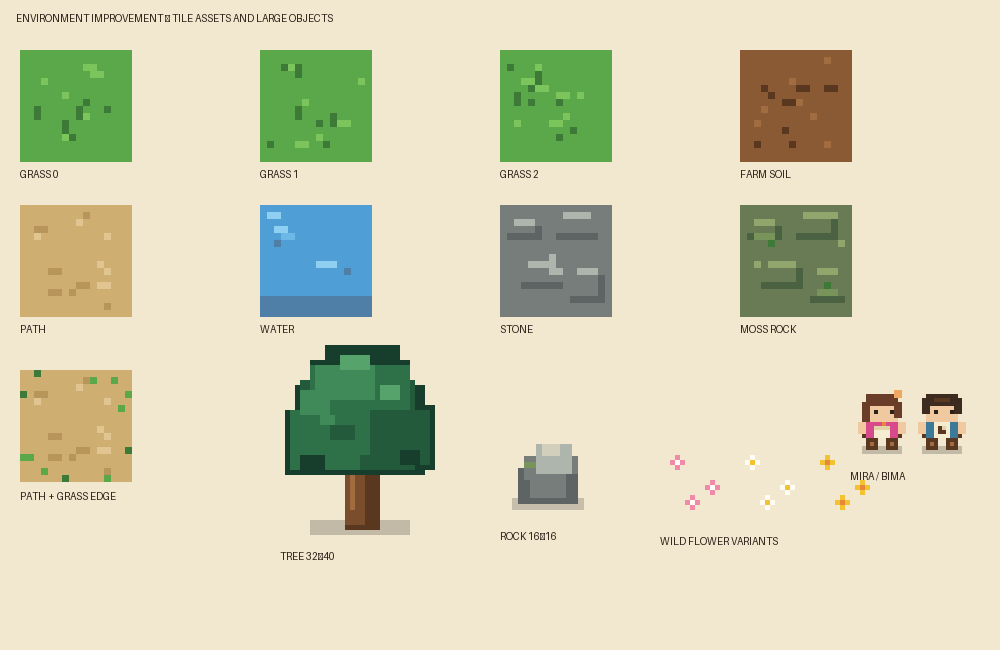 ENVIRONMENT IMPROVEMENT▯ TILE ASSETS AND LARGE OBJECTS
GRASS 0
GRASS 1
GRASS 2
FARM SOIL
PATH
WATER
STONE
MOSS ROCK
PATH + GRASS EDGE
TREE 32▯40
ROCK 16▯16
WILD FLOWER VARIANTS
MIRA / BIMA